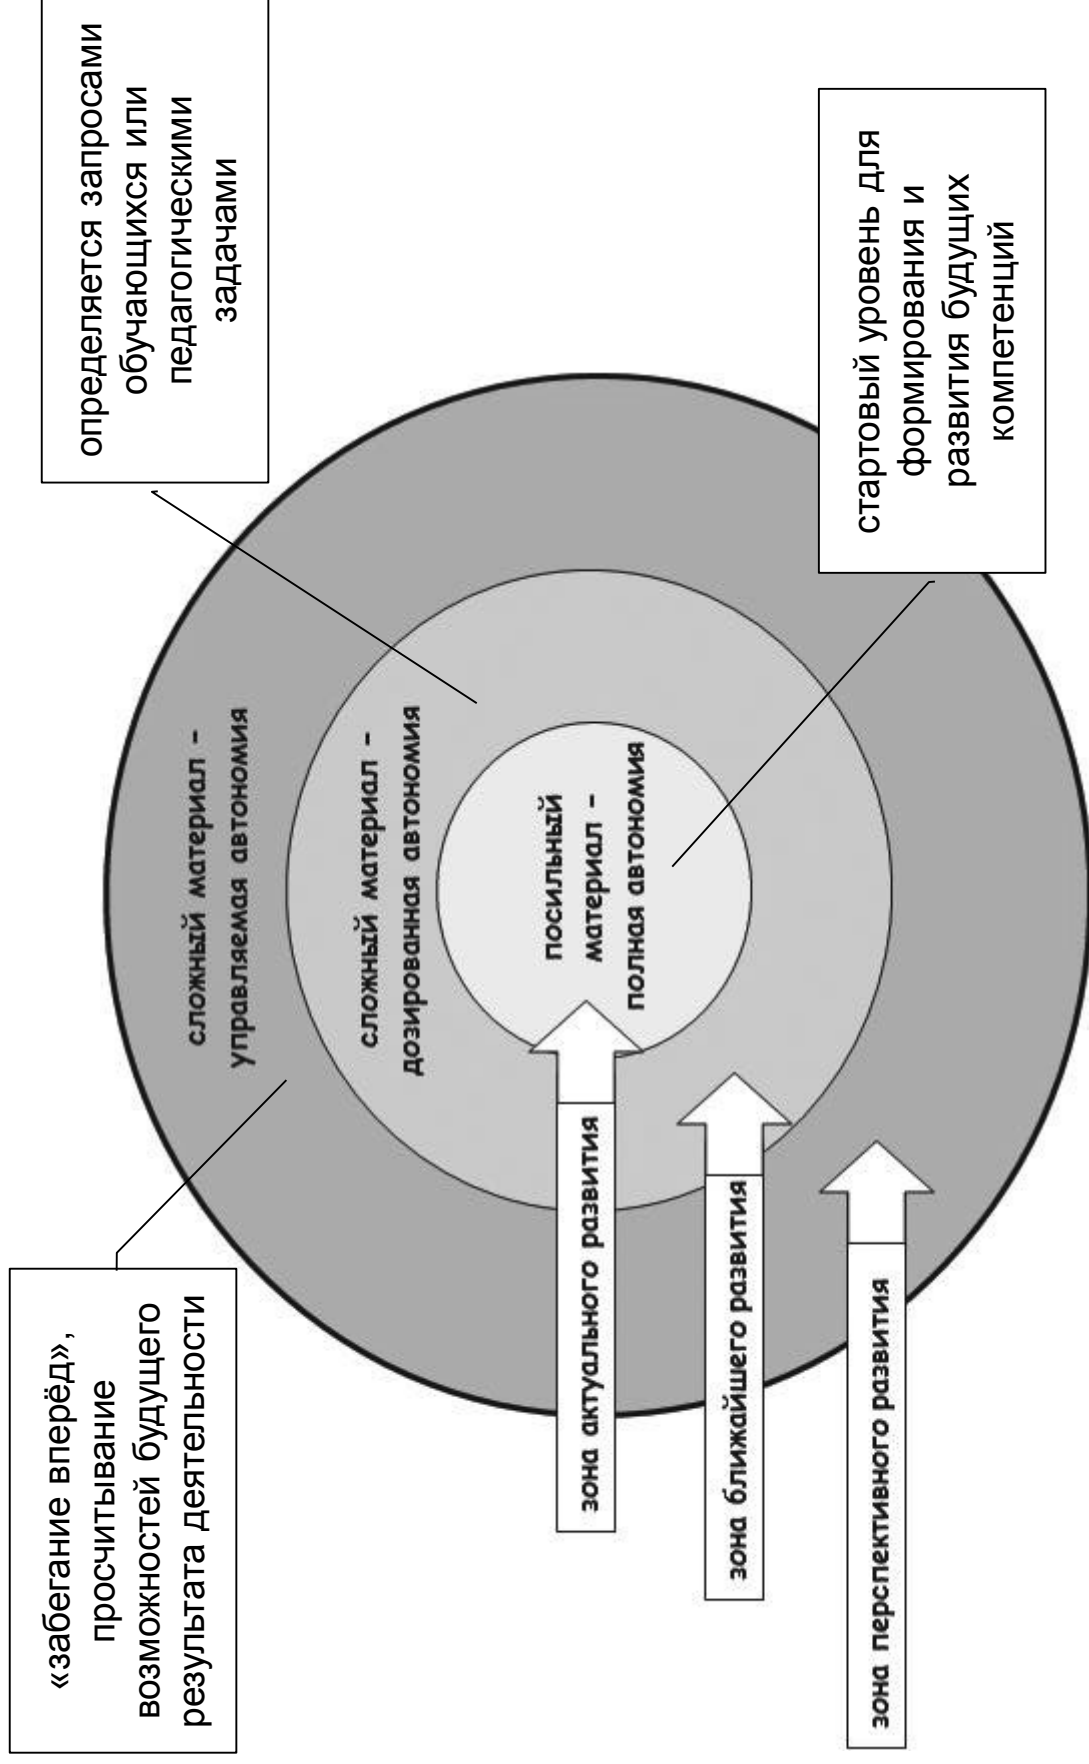 «забегание вперёд»,
просчитывание
возможностей будущего
результата деятельности
определяется запросами
обучающихся или
педагогическими
задачами
сложный материал –
управляемая автономия
сложный материал –
дозированная автономия
посильный
материал –
полная автономия
зона актуального развития
зона ближайшего развития
зона перспективного развития
стартовый уровень для
формирования и
развития будущих
компетенций